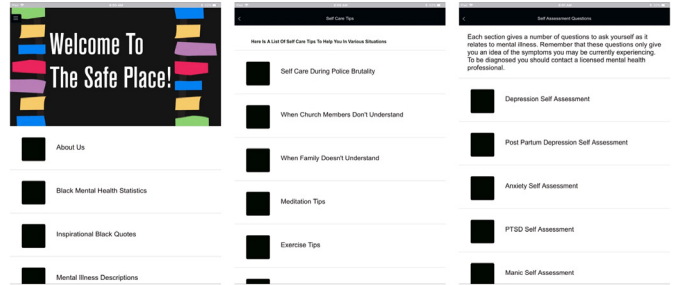 Welcome To
The Safe Place!
About Us
Black Mental Health Statistics
Inspirational Black Quotes
Mental Illness Descriptions
Self Care Tips
Here Is A List Of Self Care Tips To Help You In Various Situations
Self Care During Police Brutality
When Church Members Don't Understand
When Family Doesn't Understand
Meditation Tips
Exercise Tips
Self Assessment Questions
Each section gives a number of questions to ask yourself as it
relates to mental illness. Remember that these questions only give
you an idea of the symptoms you may be currently experiencing.
To be diagnosed you should contact a licensed mental health
professional.
Depression Self Assessment
Post Partum Depression Self Assessment
Anxiety Self Assessment
PTSD Self Assessment
Manic Self Assessment